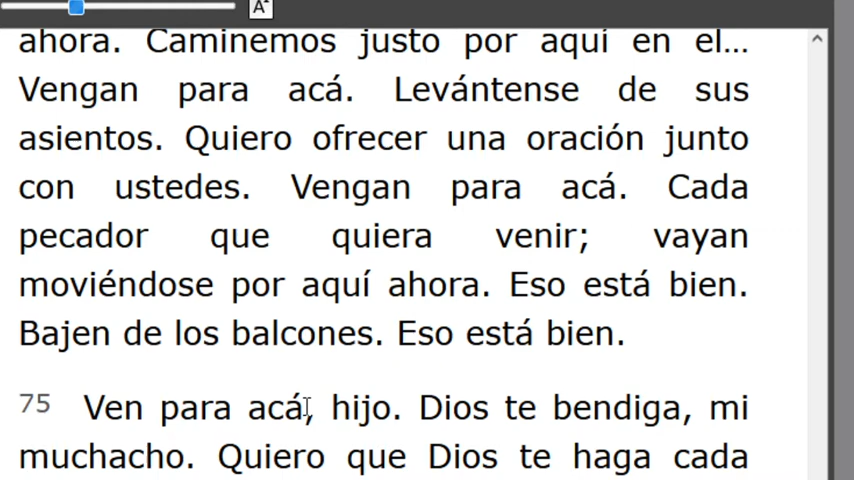 A
ahora. Caminemos justo por aquí en el…
Vengan para acá. Levántense de sus
asientos. Quiero ofrecer una oración junto
con ustedes. Vengan para acá. Cada
pecador que quiera venir; vayan
moviéndose por aquí ahora. Eso está bien.
Bajen de los balcones. Eso está bien.
75 Ven para acá, hijo. Dios te bendiga, mi
muchacho. Quiero que Dios te haga cada